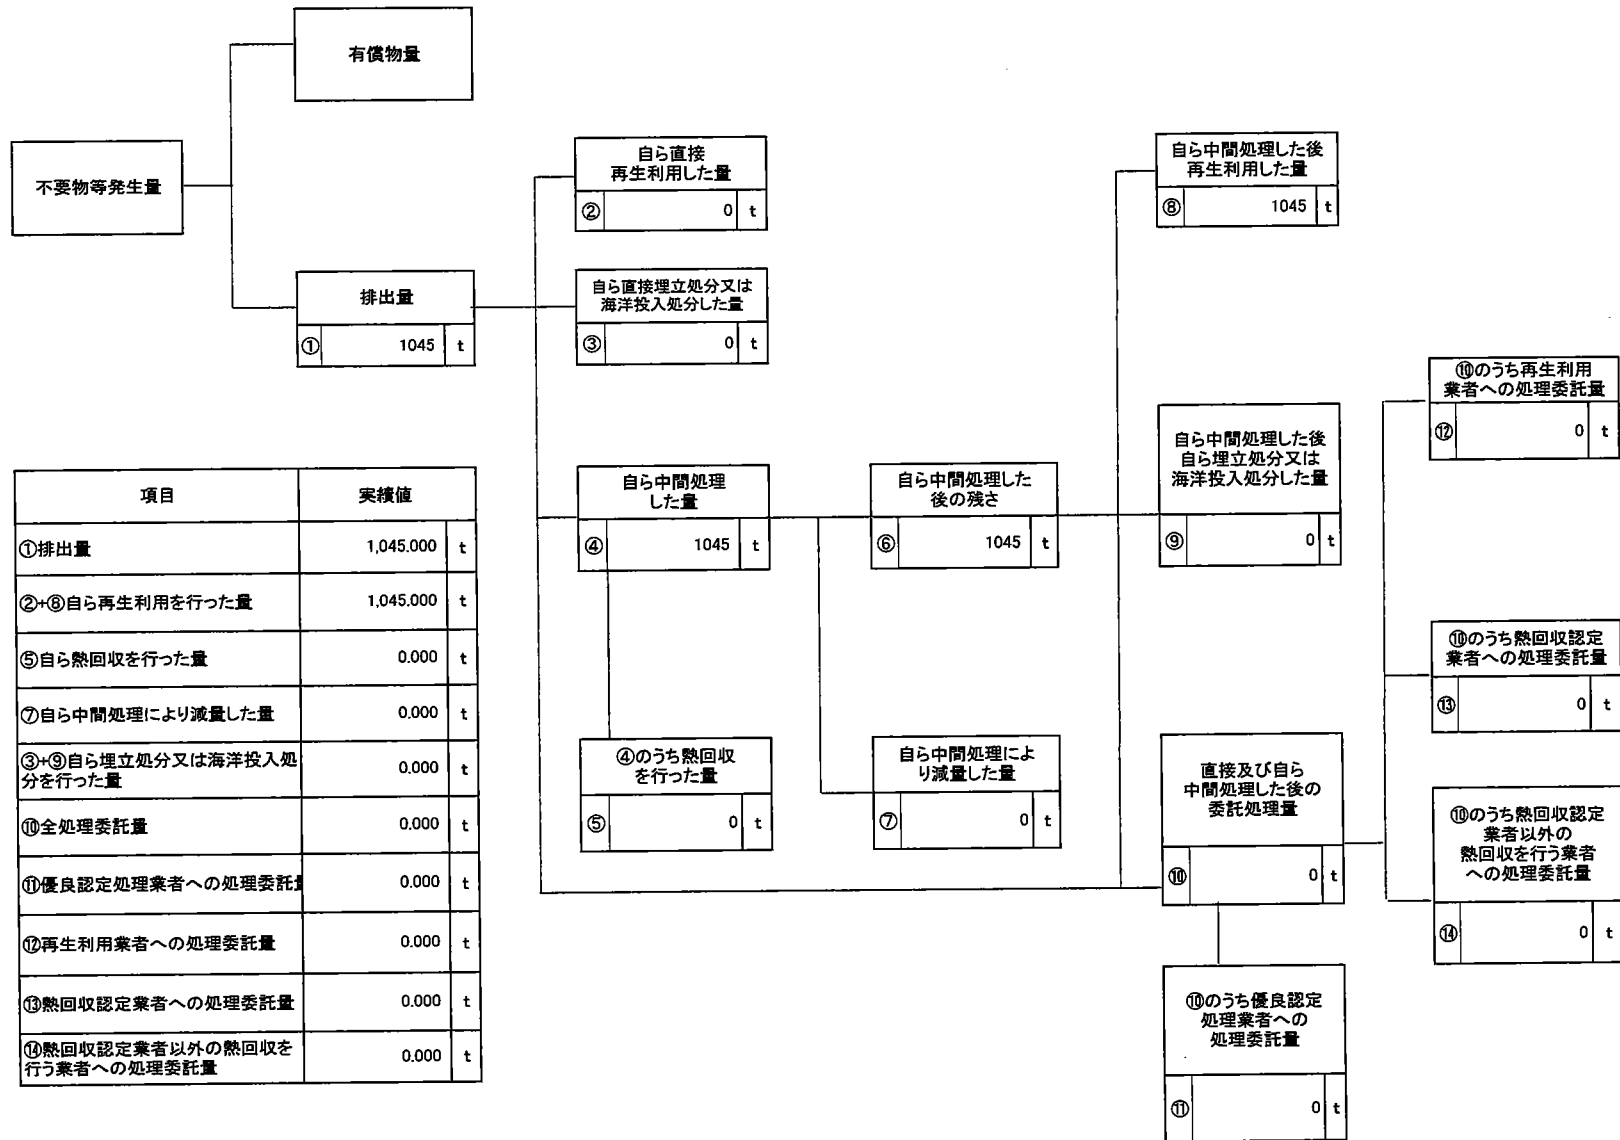 有償物量
不要物等発生量
排出量
① 1045 t
自ら直接
再生利用した量
② 0 t
自ら直接埋立処分又は
海洋投入処分した量
③ 0 t
自ら中間処理
した量
④ 1045 t
④のうち熱回収
を行った量
⑤ 0 t
自ら中間処理した
後の残さ
⑥ 1045 t
自ら中間処理によ
り減量した量
⑦ 0 t
自ら中間処理した後
再生利用した量
⑧ 1045 t
自ら中間処理した後
自ら埋立処分又は
海洋投入処分した量
⑨ 0 t
直接及び自ら
中間処理した後の
委託処理量
⑩ 0 t
⑩のうち優良認定
処理業者への
処理委託量
⑪ 0 t
⑩のうち再生利用
業者への処理委託量
⑫ 0 t
⑩のうち熱回収認定
業者への処理委託量
⑬ 0 t
⑩のうち熱回収認定
業者以外の
熱回収を行う業者
への処理委託量
⑭ 0 t
項目 実績値
①排出量 1,045.000 t
②+⑧自ら再生利用を行った量 1,045.000 t
⑤自ら熱回収を行った量 0.000 t
⑦自ら中間処理により減量した量 0.000 t
③+⑨自ら埋立処分又は海洋投入処
分を行った量 0.000 t
⑩全処理委託量 0.000 t
⑪優良認定処理業者への処理委託量 0.000 t
⑫再生利用業者への処理委託量 0.000 t
⑬熱回収認定業者への処理委託量 0.000 t
⑭熱回収認定業者以外の熱回収を
行う業者への処理委託量 0.000 t